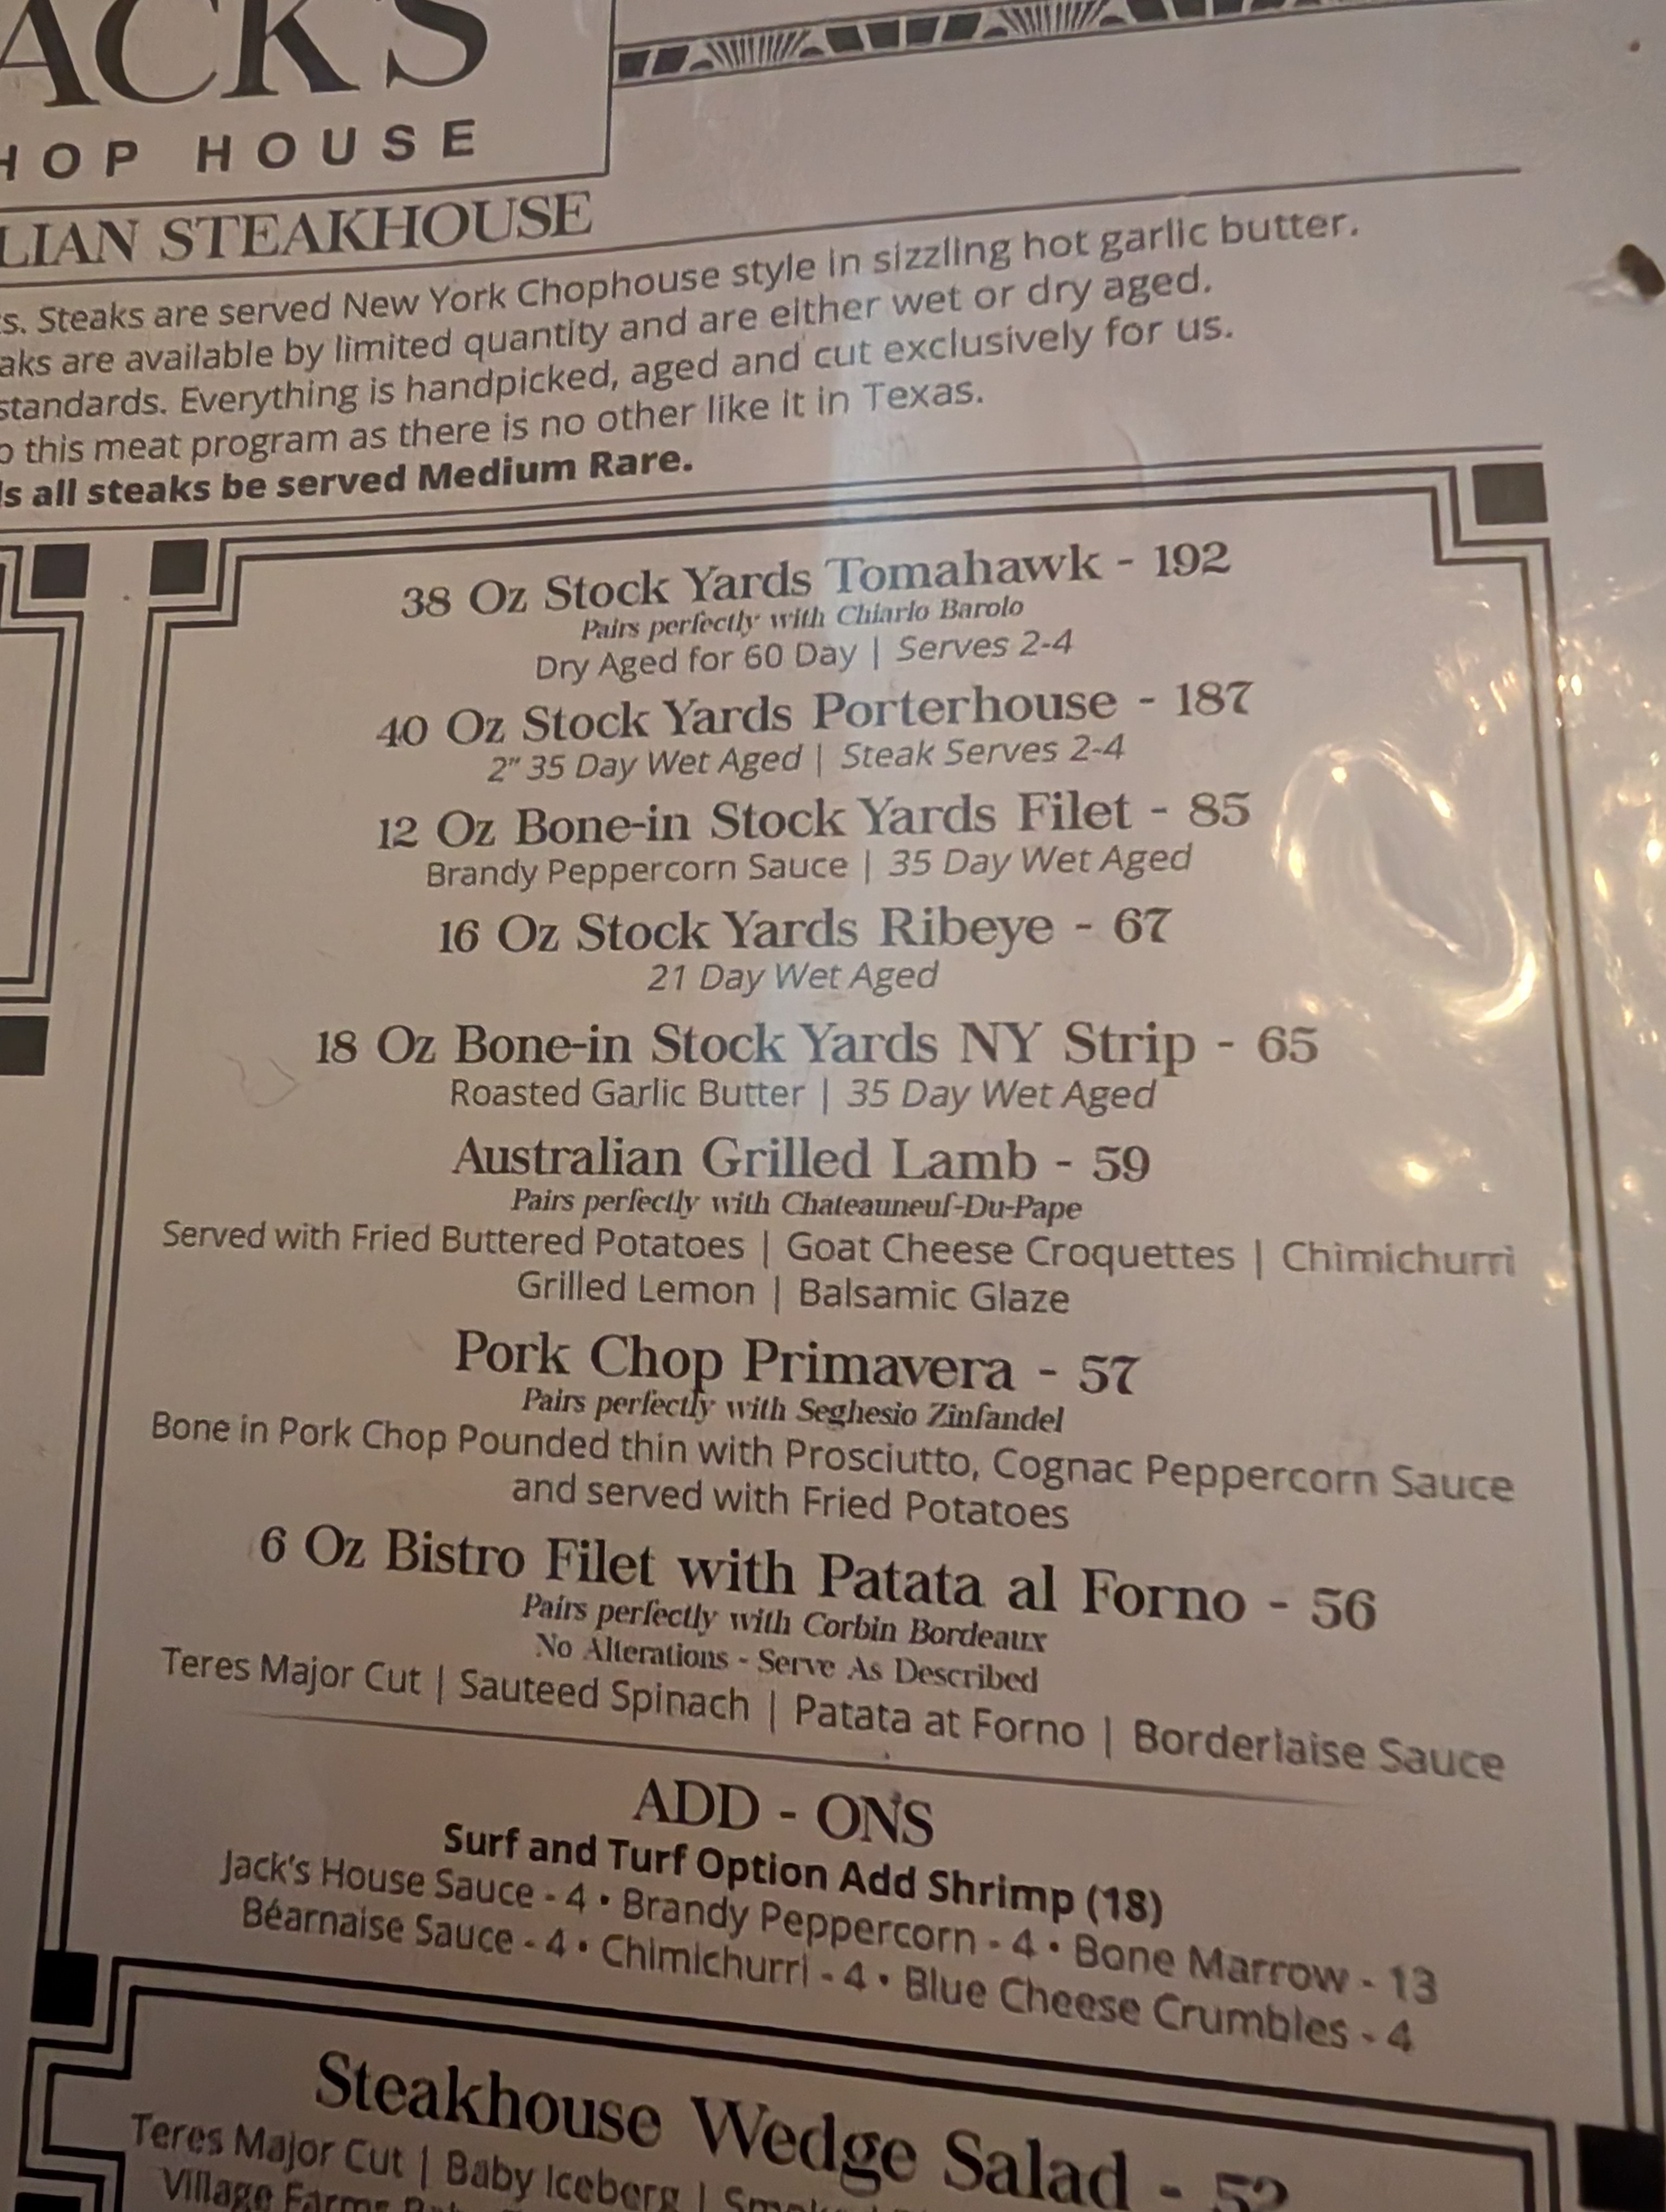 ACK'S
HOP HOUSE
LIAN STEAKHOUSE
s. Steaks are served New York Chophouse style in sizzling hot garlic butter.
aks are available by limited quantity and are either wet or dry aged.
standards. Everything is handpicked, aged and cut exclusively for us.
o this meat program as there is no other like it in Texas.
ls all steaks be served Medium Rare.
38 Oz Stock Yards Tomahawk - 192
Pairs perfectly with Chiarlo Barolo
Dry Aged for 60 Day | Serves 2-4
40 Oz Stock Yards Porterhouse - 187
2" 35 Day Wet Aged | Steak Serves 2-4
12 Oz Bone-in Stock Yards Filet - 85
Brandy Peppercorn Sauce | 35 Day Wet Aged
16 Oz Stock Yards Ribeye - 67
21 Day Wet Aged
18 Oz Bone-in Stock Yards NY Strip - 65
Roasted Garlic Butter | 35 Day Wet Aged
Australian Grilled Lamb - 59
Pairs perfectly with Chateauneuf-Du-Pape
Served with Fried Buttered Potatoes | Goat Cheese Croquettes | Chimichurri
Grilled Lemon | Balsamic Glaze
Pork Chop Primavera - 57
Pairs perfectly with Seghesio Zinfandel
Bone in Pork Chop Pounded thin with Prosciutto, Cognac Peppercorn Sauce
and served with Fried Potatoes
6 Oz Bistro Filet with Patata al Forno - 56
Pairs perfectly with Corbin Bordeaux
No Alterations - Serve As Described
Teres Major Cut | Sauteed Spinach | Patata at Forno | Borderlaise Sauce
ADD - ONS
Surf and Turf Option Add Shrimp (18)
Jack's House Sauce - 4 • Brandy Peppercorn - 4 • Bone Marrow - 13
Béarnaise Sauce - 4 • Chimichurri - 4 • Blue Cheese Crumbles - 4
Steakhouse Wedge Salad - 52
Teres Major Cut | Baby Iceberg |
Village Farms